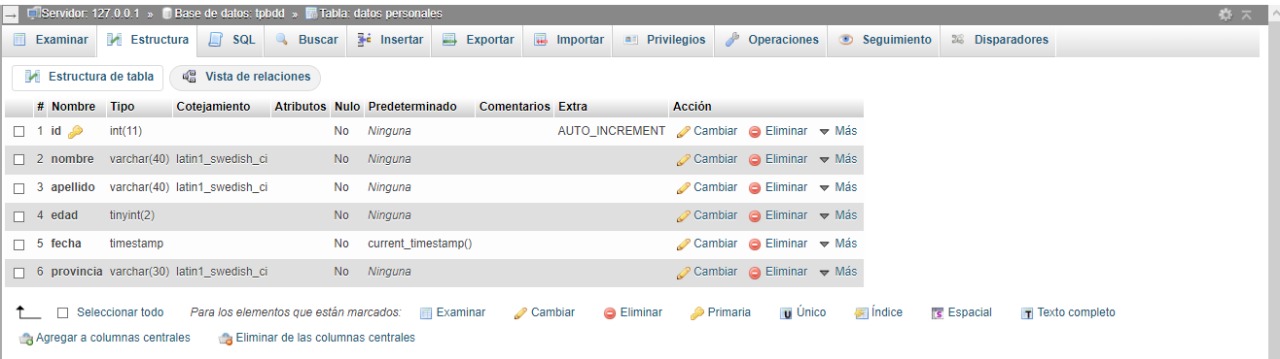 Servidor: 127.0.0.1 » Base de datos: tpbdd » Tabla: datos personales
Examinar Estructura SQL Buscar Insertar Exportar Importar Privilegios Operaciones Seguimiento Disparadores
Estructura de tabla Vista de relaciones
# Nombre Tipo Cotejamiento Atributos Nulo Predeterminado Comentarios Extra Acción
1 id int(11) No Ninguna AUTO_INCREMENT Cambiar Eliminar Más
2 nombre varchar(40) latin1_swedish_ci No Ninguna Cambiar Eliminar Más
3 apellido varchar(40) latin1_swedish_ci No Ninguna Cambiar Eliminar Más
4 edad tinyint(2) No Ninguna Cambiar Eliminar Más
5 fecha timestamp No current_timestamp() Cambiar Eliminar Más
6 provincia varchar(30) latin1_swedish_ci No Ninguna Cambiar Eliminar Más
Seleccionar todo Para los elementos que están marcados: Examinar Cambiar Eliminar Primaria Único Índice Espacial Texto completo
Agregar a columnas centrales Eliminar de las columnas centrales